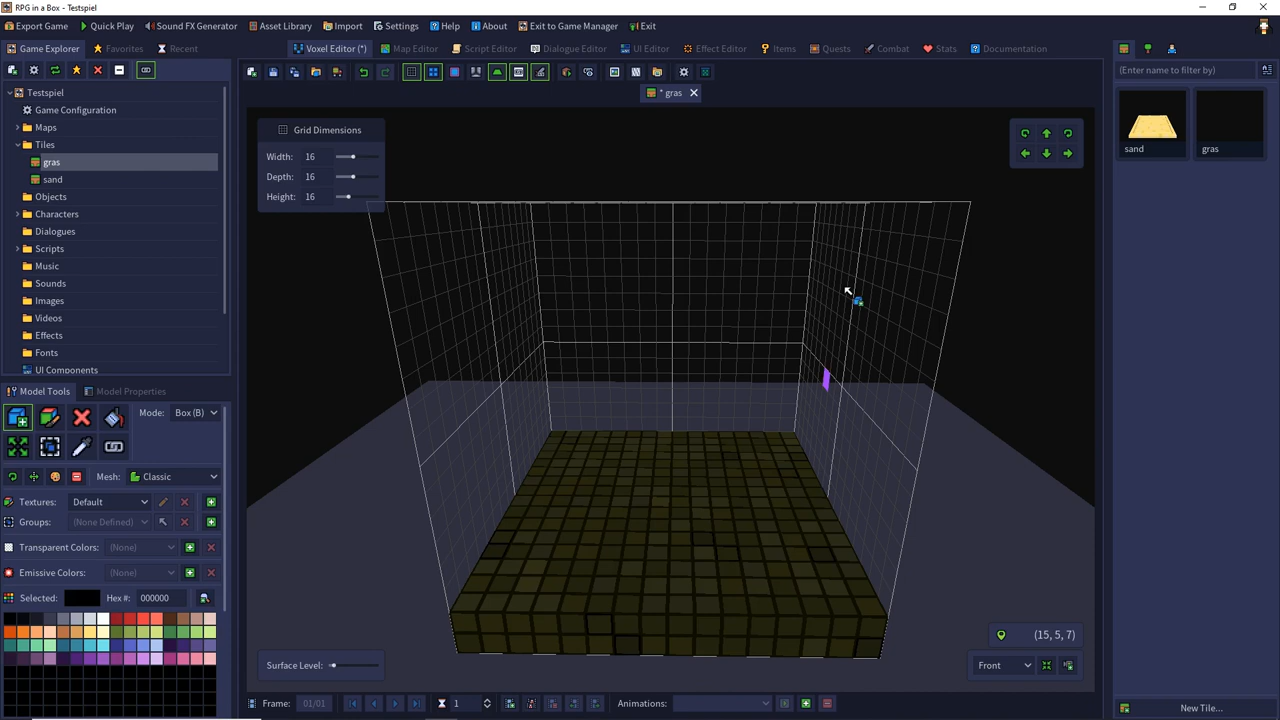 RPG in a Box - Testspiel
Export Game Quick Play Sound FX Generator Asset Library Import Settings Help About Exit to Game Manager Exit
Game Explorer Favorites Recent Voxel Editor (*) Map Editor Script Editor Dialogue Editor UI Editor Effect Editor Items Quests Combat Stats Documentation
(Enter name to filter by)
* gras
Testspiel
Game Configuration
Maps
Tiles
gras
sand
Objects
Characters
Dialogues
Scripts
Music
Sounds
Images
Videos
Effects
Fonts
UI Components
Grid Dimensions
Width: 16
Depth: 16
Height: 16
sand gras
Model Tools Model Properties
Mode: Box (B)
Mesh: Classic
Textures: Default
Groups: (None Defined)
Transparent Colors: (None)
Emissive Colors: (None)
Selected: Hex #: 000000
(15, 5, 7)
Surface Level: Front
Frame: 01/01 1 Animations:
New Tile...